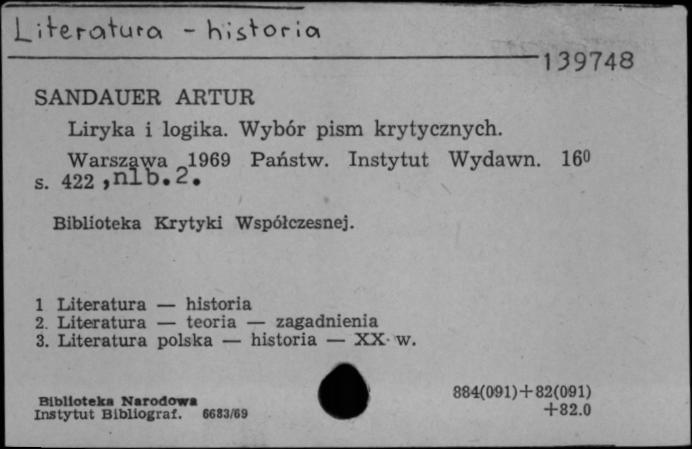 Literatura - historia
139748
SANDAUER ARTUR
Liryka i logika. Wybór pism krytycznych.
Warszawa 1969 Państw. Instytut Wydawn. 16⁰
s. 422, nlb. 2.
Biblioteka Krytyki Współczesnej.
1 Literatura — historia
2. Literatura — teoria — zagadnienia
3. Literatura polska — historia — XX w.
Biblioteka Narodowa
Instytut Bibliograf. 6683/69
884(091)+82(091)
+82.0